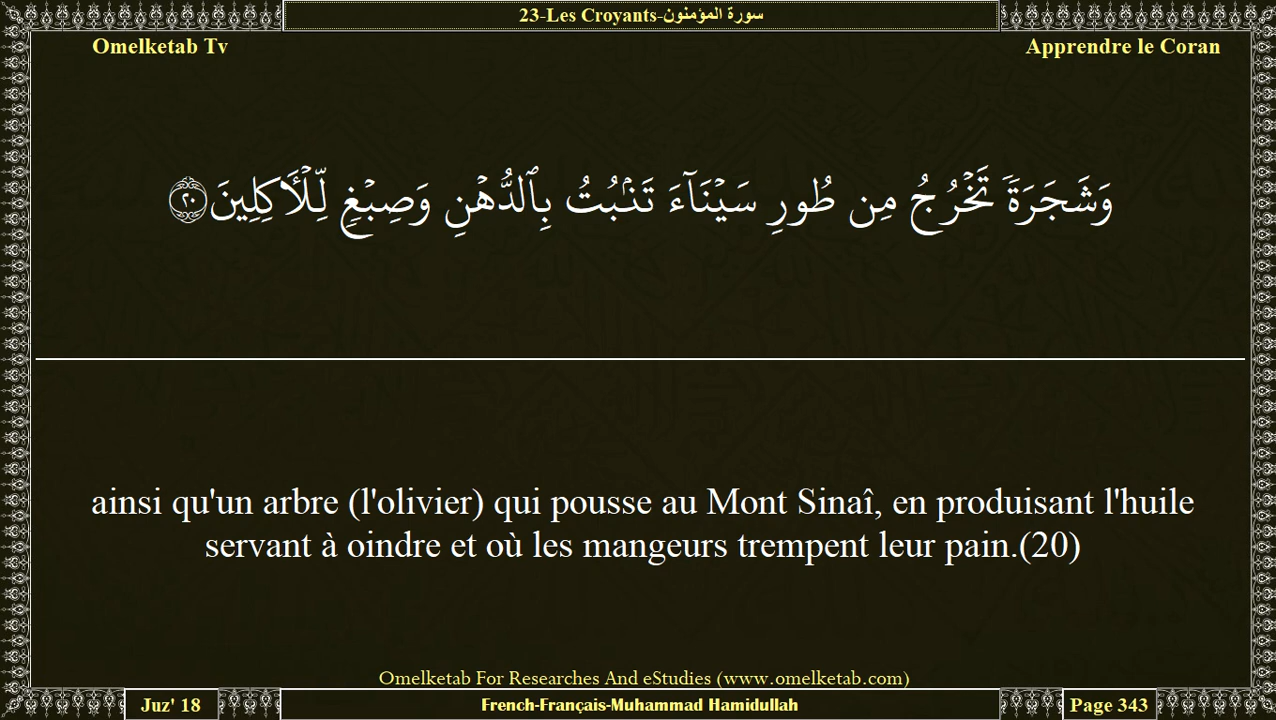 23-Les Croyants-سورة المؤمنون
Omelketab Tv
Apprendre le Coran
وَشَجَرَةٗ تَخۡرُجُ مِن طُورِ سَيۡنَآءَ تَنۢبُتُ بِٱلدُّهۡنِ وَصِبۡغٖ لِّلۡأٓكِلِينَ ٢٠
ainsi qu'un arbre (l'olivier) qui pousse au Mont Sinaî, en produisant l'huile
servant à oindre et où les mangeurs trempent leur pain.(20)
Omelketab For Researches And eStudies (www.omelketab.com)
Juz' 18
French-Français-Muhammad Hamidullah
Page 343